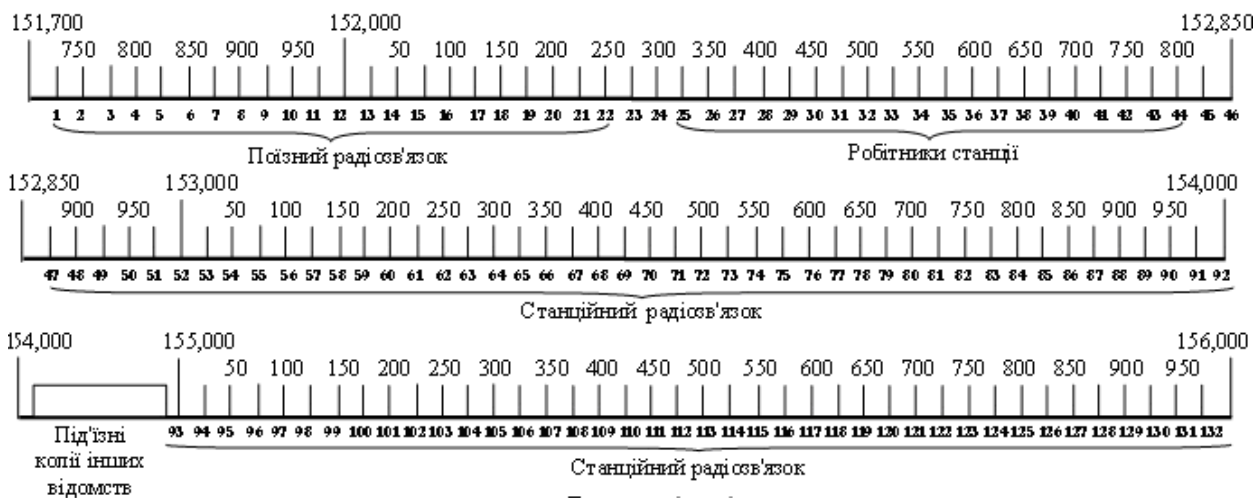 151,700 152,000 152,850
750 800 850 900 950 50 100 150 200 250 300 350 400 450 500 550 600 650 700 750 800
1 2 3 4 5 6 7 8 9 10 11 12 13 14 15 16 17 18 19 20 21 22 23 24 25 26 27 28 29 30 31 32 33 34 35 36 37 38 39 40 41 42 43 44 45 46
Поїзний радіозв'язок Робітники станції
152,850 153,000 154,000
900 950 50 100 150 200 250 300 350 400 450 500 550 600 650 700 750 800 850 900 950
47 48 49 50 51 52 53 54 55 56 57 58 59 60 61 62 63 64 65 66 67 68 69 70 71 72 73 74 75 76 77 78 79 80 81 82 83 84 85 86 87 88 89 90 91 92
Станційний радіозв'язок
154,000 155,000 156,000
50 100 150 200 250 300 350 400 450 500 550 600 650 700 750 800 850 900 950
93 94 95 96 97 98 99 100 101 102 103 104 105 106 107 108 109 110 111 112 113 114 115 116 117 118 119 120 121 122 123 124 125 126 127 128 129 130 131 132
Під'їзні
копії інших
відомств
Станційний радіозв'язок